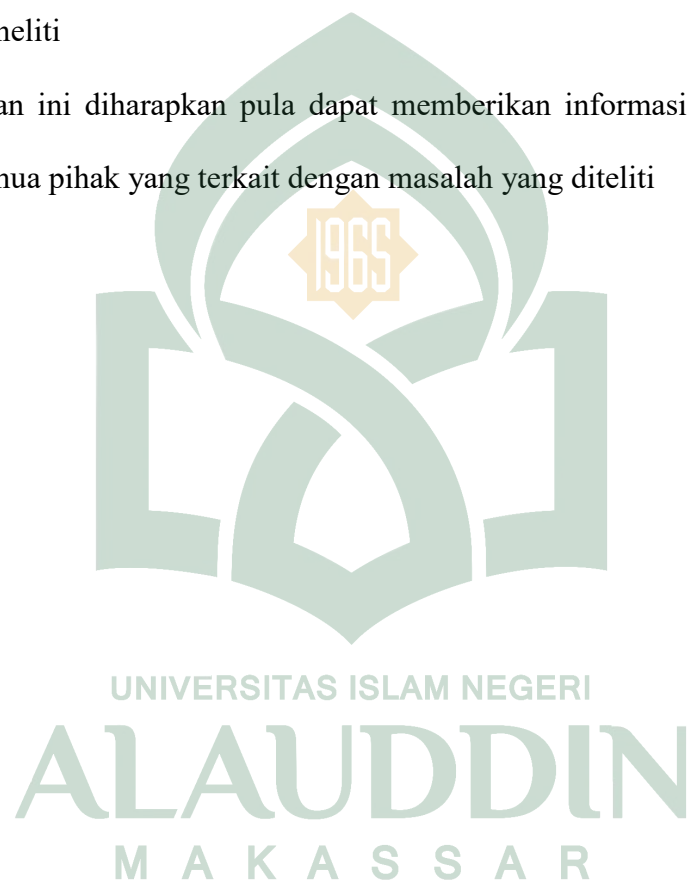 neliti
an ini diharapkan pula dapat memberikan informasi
nua pihak yang terkait dengan masalah yang diteliti
1965
UNIVERSITAS ISLAM NEGERI
ALAUDDIN
MAKASSAR